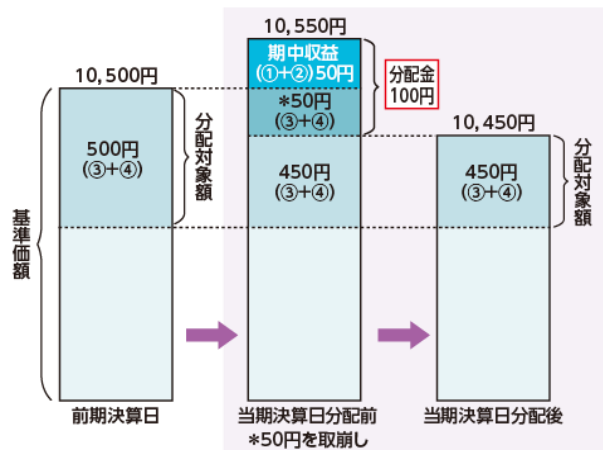 10,550円
期中収益
(①+②)50円
分配金
100円
10,500円
*50円
(③+④)
10,450円
500円
(③+④)
分配対象額
450円
(③+④)
450円
(③+④)
分配対象額
基準価額
前期決算日
当期決算日分配前
当期決算日分配後
*50円を取崩し